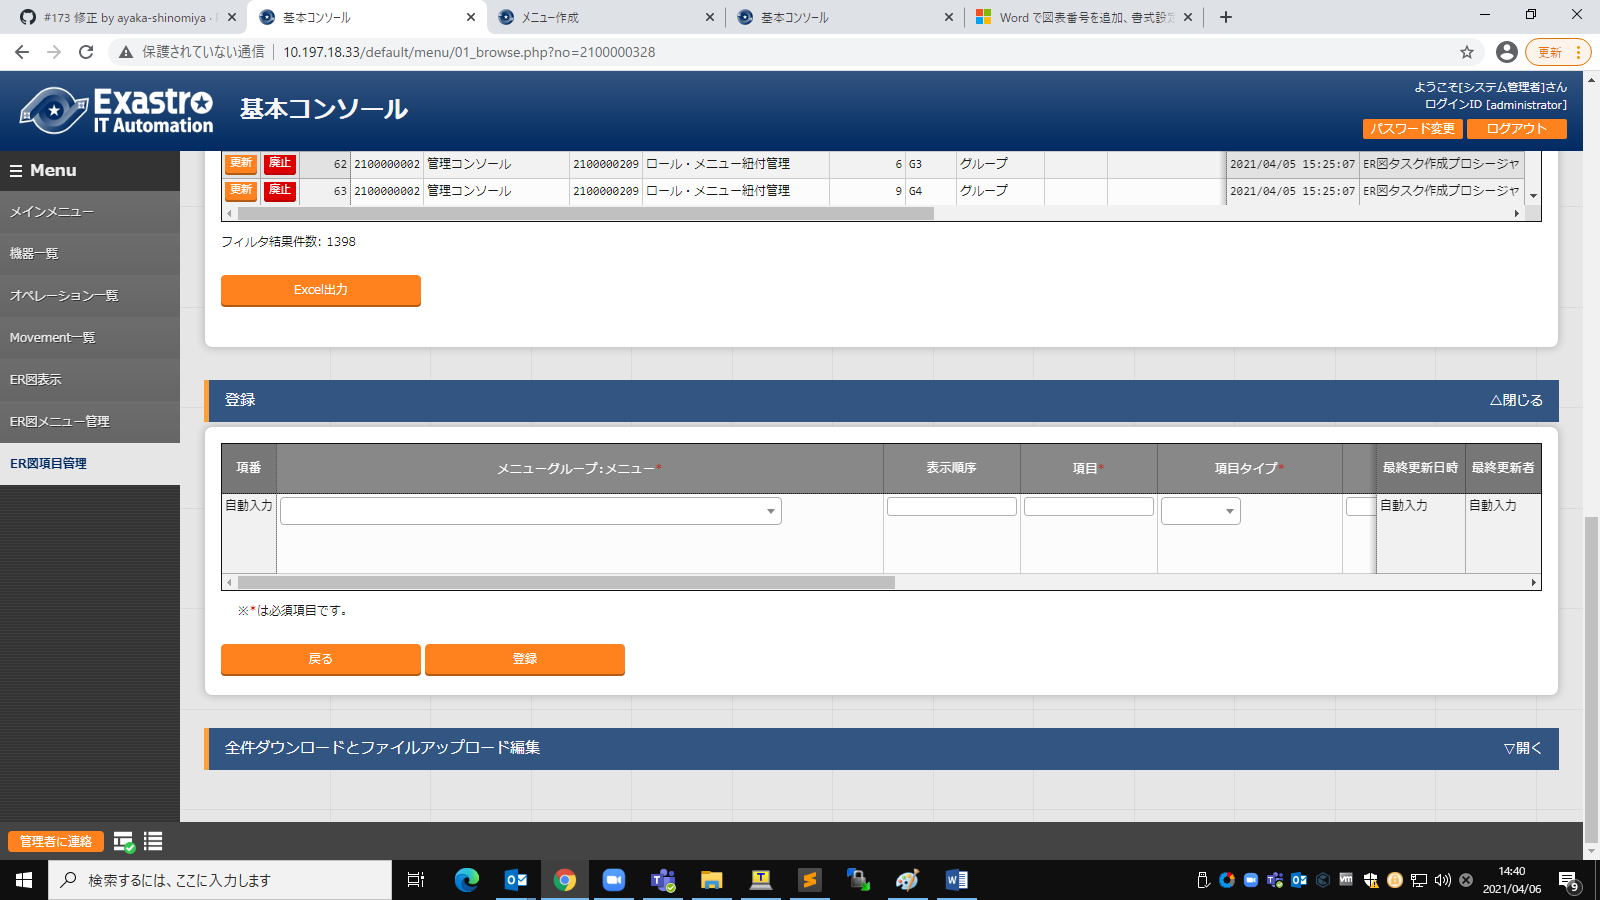 #173 修正 by ayaka-shinomiya ·
基本コンソール
メニュー作成
基本コンソール
Word で図表番号を追加、書式設定
保護されていない通信
10.197.18.33/default/menu/01_browse.php?no=2100000328
更新
Exastro
IT Automation
基本コンソール
ようこそ[システム管理者]さん
ログインID [administrator]
パスワード変更 ログアウト
Menu
メインメニュー
機器一覧
オペレーション一覧
Movement一覧
ER図表示
ER図メニュー管理
ER図項目管理
更新 廃止 62 2100000002 管理コンソール 2100000209 ロール・メニュー紐付管理 6 G3 グループ 2021/04/05 15:25:07 ER図タスク作成プロシージャ
更新 廃止 63 2100000002 管理コンソール 2100000209 ロール・メニュー紐付管理 9 G4 グループ 2021/04/05 15:25:07 ER図タスク作成プロシージャ
フィルタ結果件数: 1398
Excel出力
登録 △閉じる
項番 メニューグループ:メニュー* 表示順序 項目* 項目タイプ* 最終更新日時 最終更新者
自動入力 自動入力 自動入力
※*は必須項目です。
戻る 登録
全件ダウンロードとファイルアップロード編集 ▽開く
管理者に連絡
検索するには、ここに入力します
14:40
2021/04/06
9